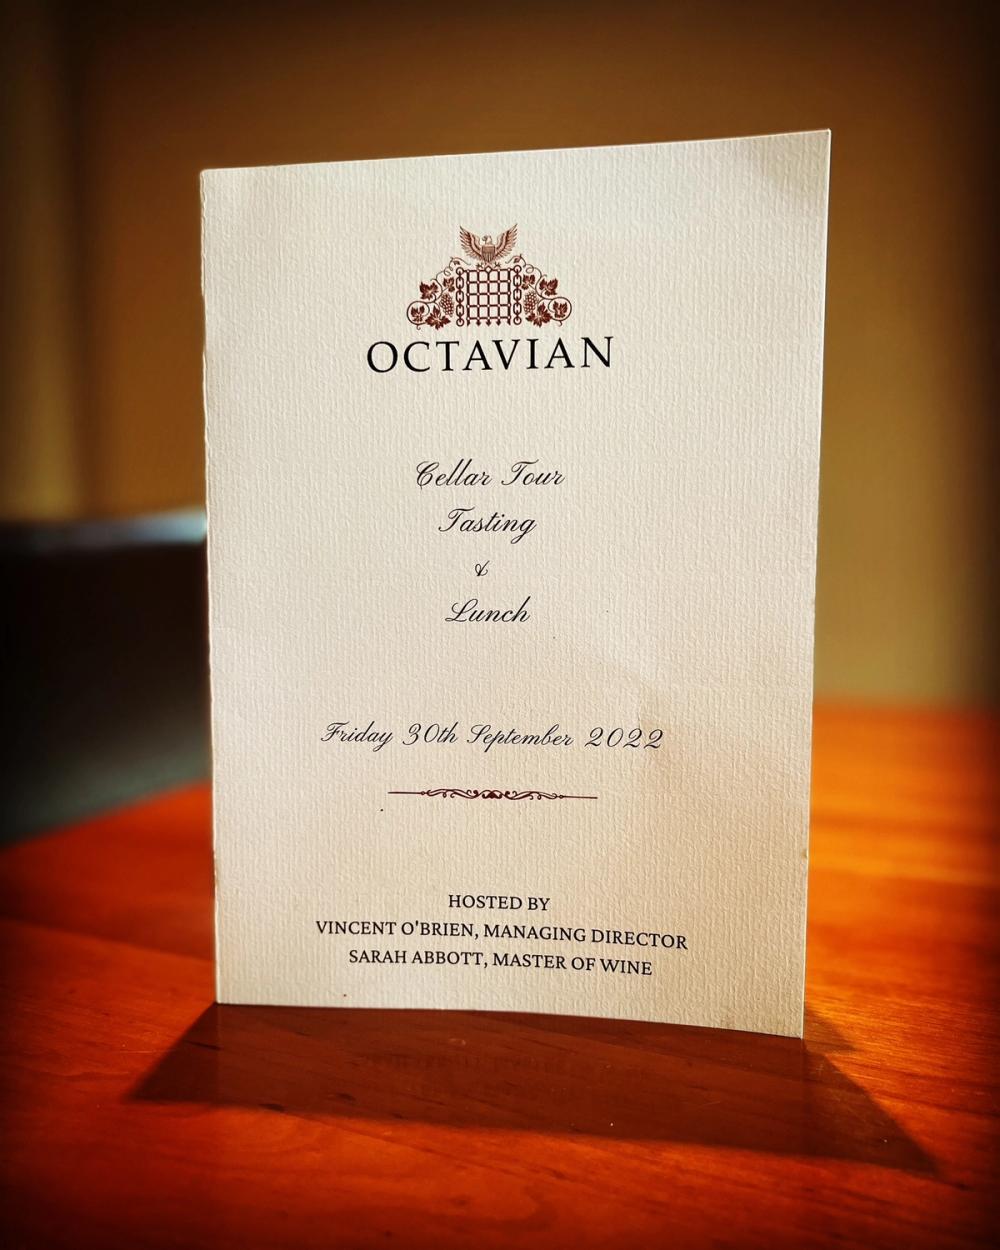 OCTAVIAN
Cellar Tour
Tasting
&
Lunch
Friday 30th September 2022
HOSTED BY
VINCENT O'BRIEN, MANAGING DIRECTOR
SARAH ABBOTT, MASTER OF WINE